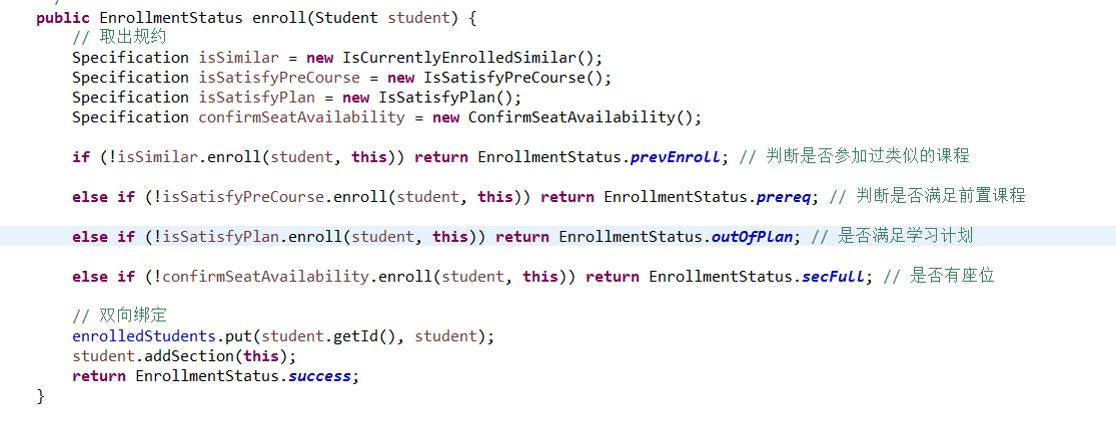 public EnrollmentStatus enroll(Student student) {
// 取出规约
Specification isSimilar = new IsCurrentlyEnrolledSimilar();
Specification isSatisfyPreCourse = new IsSatisfyPreCourse();
Specification isSatisfyPlan = new IsSatisfyPlan();
Specification confirmSeatAvailability = new ConfirmSeatAvailability();
if (!isSimilar.enroll(student, this)) return EnrollmentStatus.prevEnroll; // 判断是否参加过类似的课程
else if (!isSatisfyPreCourse.enroll(student, this)) return EnrollmentStatus.prereq; // 判断是否满足前置课程
else if (!isSatisfyPlan.enroll(student, this)) return EnrollmentStatus.outOfPlan; // 是否满足学习计划
else if (!confirmSeatAvailability.enroll(student, this)) return EnrollmentStatus.secFull; // 是否有座位
// 双向绑定
enrolledStudents.put(student.getId(), student);
student.addSection(this);
return EnrollmentStatus.success;
}